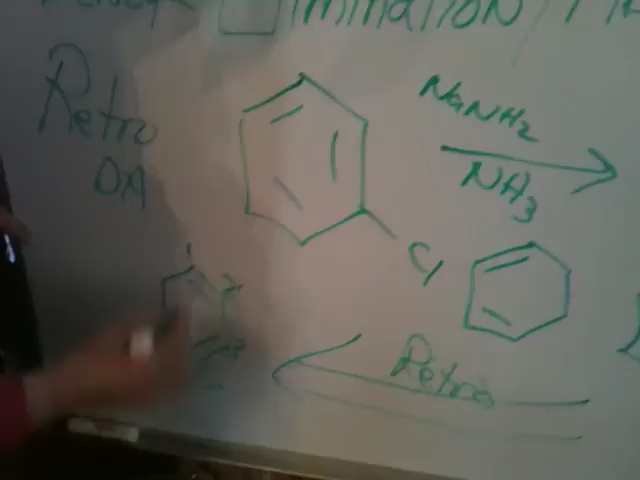 imination /
Retro
DA
NaNH2
NH3
Cl
Retro